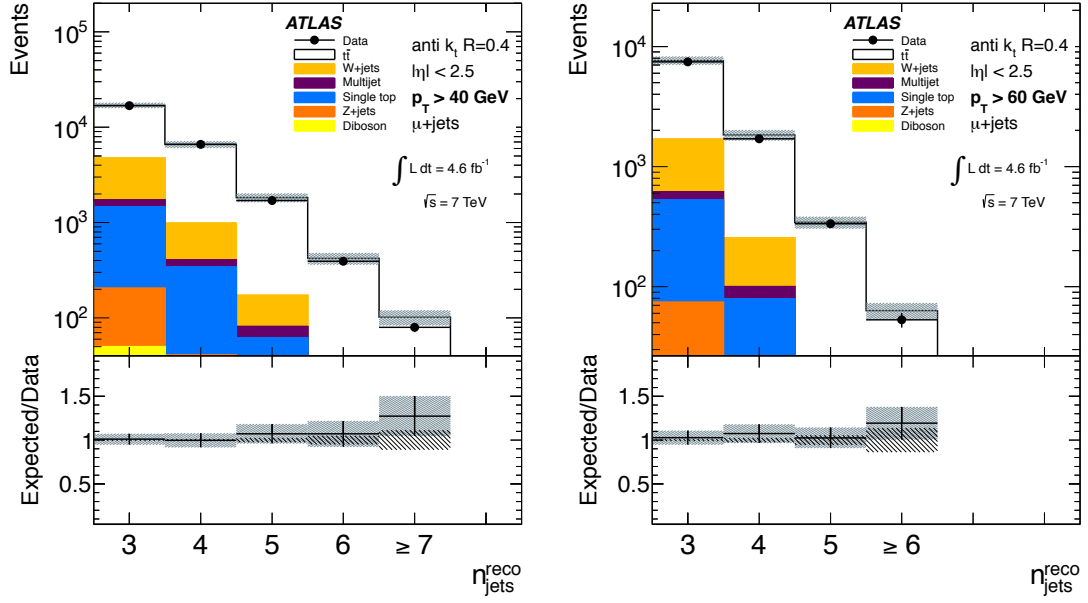 Events
10^5
10^4
10^3
10^2
ATLAS
Data
tt̄
W+jets
Multijet
Single top
Z+jets
Diboson
anti k_t R=0.4
|η| < 2.5
p_T > 40 GeV
μ+jets
∫ L dt = 4.6 fb^-1
√s = 7 TeV
Expected/Data
1.5
1
0.5
3 4 5 6 ≥ 7
n_jets^reco
Events
10^4
10^3
10^2
ATLAS
Data
tt̄
W+jets
Multijet
Single top
Z+jets
Diboson
anti k_t R=0.4
|η| < 2.5
p_T > 60 GeV
μ+jets
∫ L dt = 4.6 fb^-1
√s = 7 TeV
Expected/Data
1.5
1
0.5
3 4 5 ≥ 6
n_jets^reco